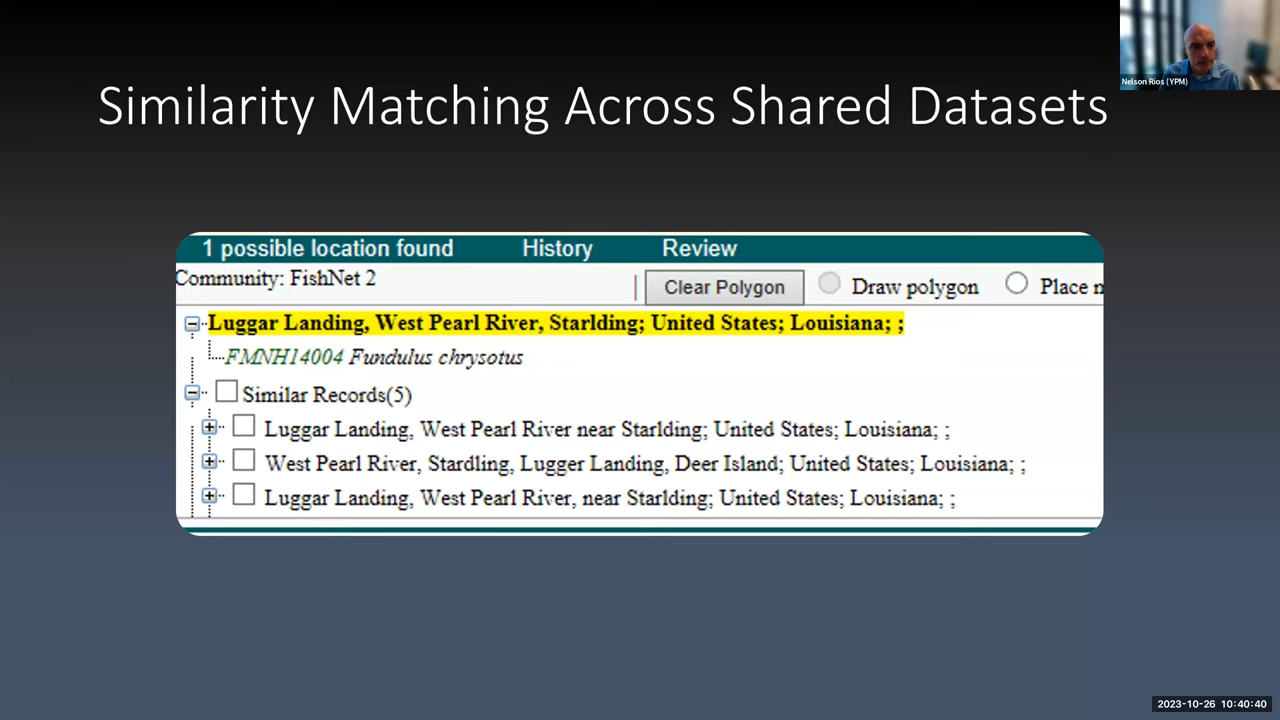 Nelson Rios (YPM)
Similarity Matching Across Shared Datasets
1 possible location found History Review
Community: FishNet 2 Clear Polygon Draw polygon Place
Luggar Landing, West Pearl River, Starlding; United States; Louisiana; ;
FMNH14004 Fundulus chrysotus
Similar Records(5)
Luggar Landing, West Pearl River near Starlding; United States; Louisiana; ;
West Pearl River, Stardling, Lugger Landing, Deer Island; United States; Louisiana; ;
Luggar Landing, West Pearl River, near Starlding; United States; Louisiana; ;
2023-10-26 10:40:40